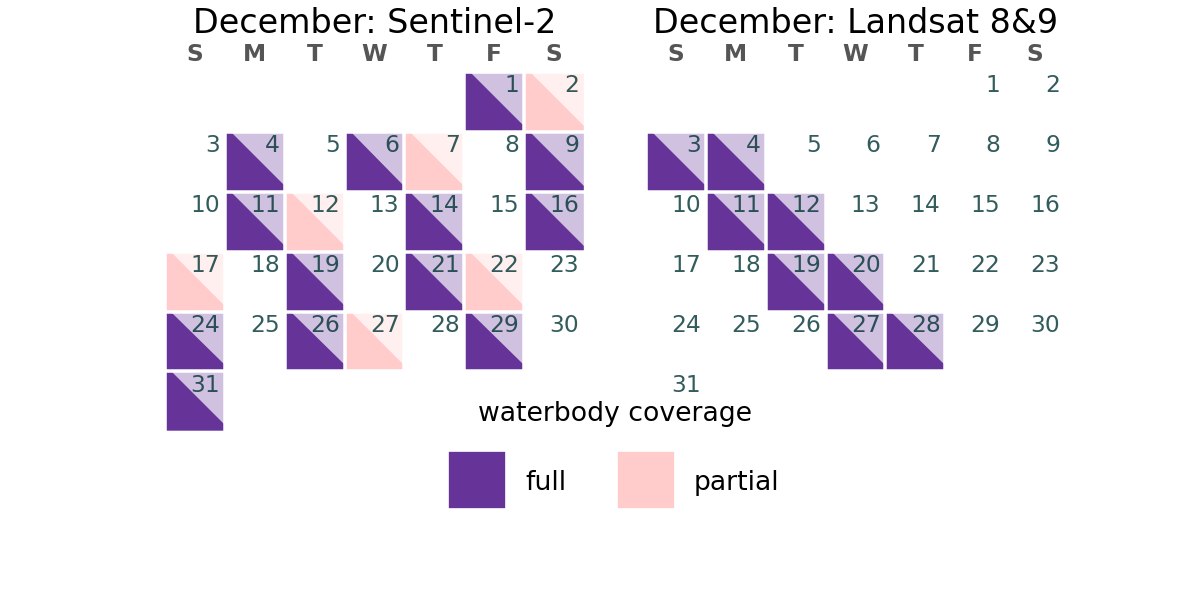 December: Sentinel-2
S M T W T F S
1 2
3 4 5 6 7 8 9
10 11 12 13 14 15 16
17 18 19 20 21 22 23
24 25 26 27 28 29 30
31
December: Landsat 8&9
S M T W T F S
1 2
3 4 5 6 7 8 9
10 11 12 13 14 15 16
17 18 19 20 21 22 23
24 25 26 27 28 29 30
31
waterbody coverage
full
partial